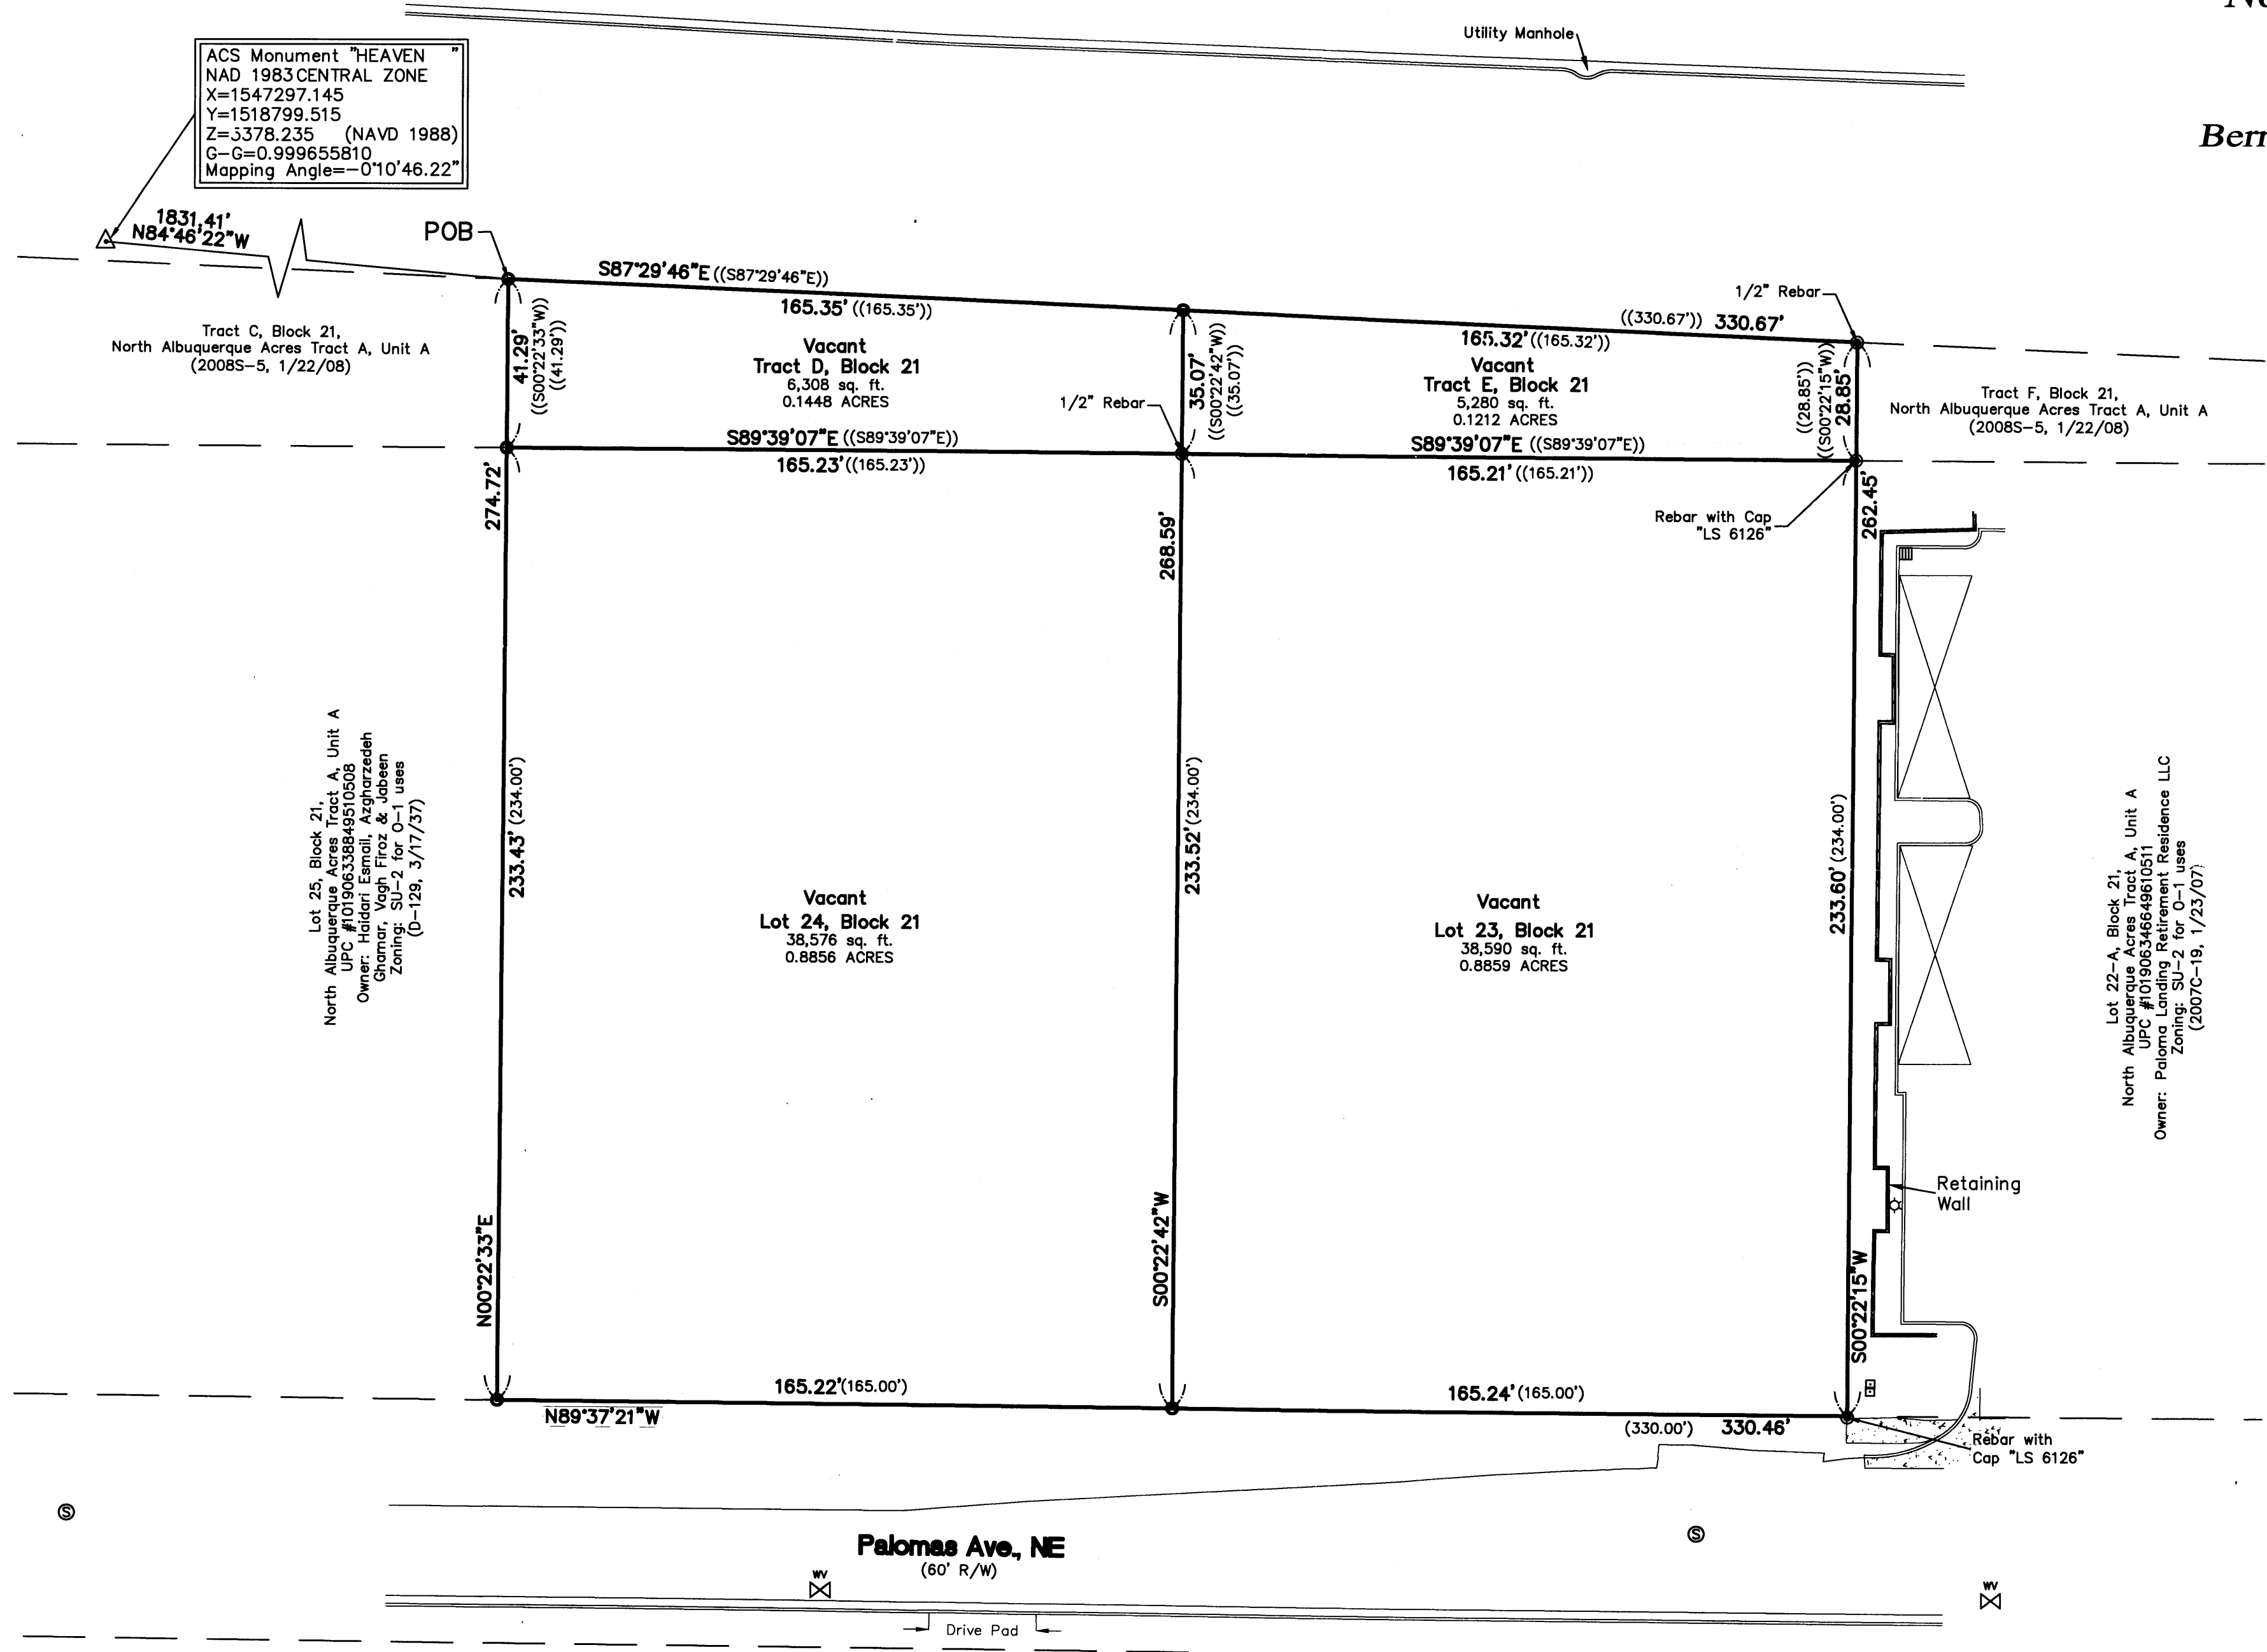 Utility Manhole
ACS Monument "HEAVEN "
NAD 1983 CENTRAL ZONE
X=1547297.145
Y=1518799.515
(NAVD 1988)
G-G=0.999655810
Mapping Angle=-0°10'46.22"
1831.41'
N84°46'22"W
POB
S87°29'46"E ((S87°29'46"E))
165.35' ((165.35'))
1/2" Rebar
((330.67')) 330.67'
165.32' ((165.32'))
Tract C, Block 21,
North Albuquerque Acres Tract A, Unit A
(2008S-5, 1/22/08)
41.29'
((S00°22'33"W))
((41.29'))
Vacant
Tract D, Block 21
6,308 sq. ft.
0.1448 ACRES
1/2" Rebar
35.07'
((S00°22'42"W))
((35.07'))
Vacant
Tract E, Block 21
5,280 sq. ft.
0.1212 ACRES
((28.85'))
((S00°22'15"W))
28.85'
Tract F, Block 21,
North Albuquerque Acres Tract A, Unit A
(2008S-5, 1/22/08)
S89°39'07"E ((S89°39'07"E))
165.23' ((165.23'))
S89°39'07"E ((S89°39'07"E))
165.21' ((165.21'))
Rebar with Cap
"LS 6126"
274.72'
268.59'
262.45'
Lot 25, Block 21,
North Albuquerque Acres Tract A, Unit A
UPC #101906338849510508
Owner: Haidari Esmail, Azgharzedeh
Ghamar, Vagh Firoz & Jabeen
Zoning: SU-2 for O-1 uses
(D-129, 3/17/37)
233.43' (234.00')
N00°22'33"E
Vacant
Lot 24, Block 21
38,576 sq. ft.
0.8856 ACRES
233.52' (234.00')
S00°22'42"W
Vacant
Lot 23, Block 21
38,590 sq. ft.
0.8859 ACRES
233.60' (234.00')
S00°22'15"W
Lot 22-A, Block 21,
North Albuquerque Acres Tract A, Unit A
UPC #101906346649610511
Owner: Paloma Landing Retirement Residence LLC
Zoning: SU-2 for O-1 uses
(2007C-19, 1/23/07)
Retaining
Wall
165.22' (165.00')
N89°37'21"W
165.24' (165.00')
(330.00') 330.46'
Rebar with
Cap "LS 6126"
S
S
Palomas Ave., NE
(60' R/W)
WV
WV
Drive Pad